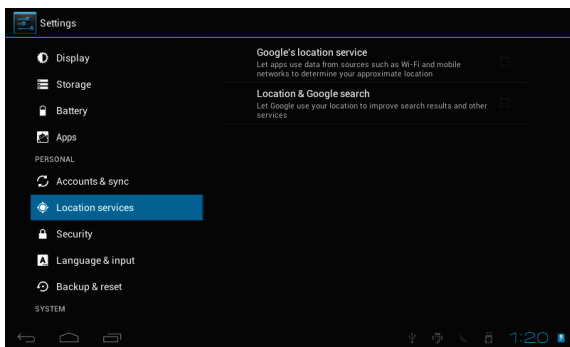 Settings
Display
Storage
Battery
Apps
PERSONAL
Accounts & sync
Location services
Security
A
Language & input
Backup & reset
SYSTEM
Google's location service
Let apps use data from sources such as Wi-Fi and mobile
networks to determine your approximate location
Location & Google search
Let Google use your location to improve search results and other
services
1:20